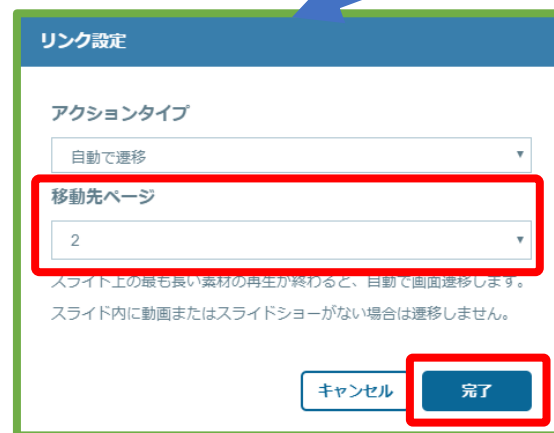 リンク設定
アクションタイプ
自動で遷移
移動先ページ
2
スライド上の最も長い素材の再生が終わると、自動で画面遷移します。
スライド内に動画またはスライドショーがない場合は遷移しません。
キャンセル
完了